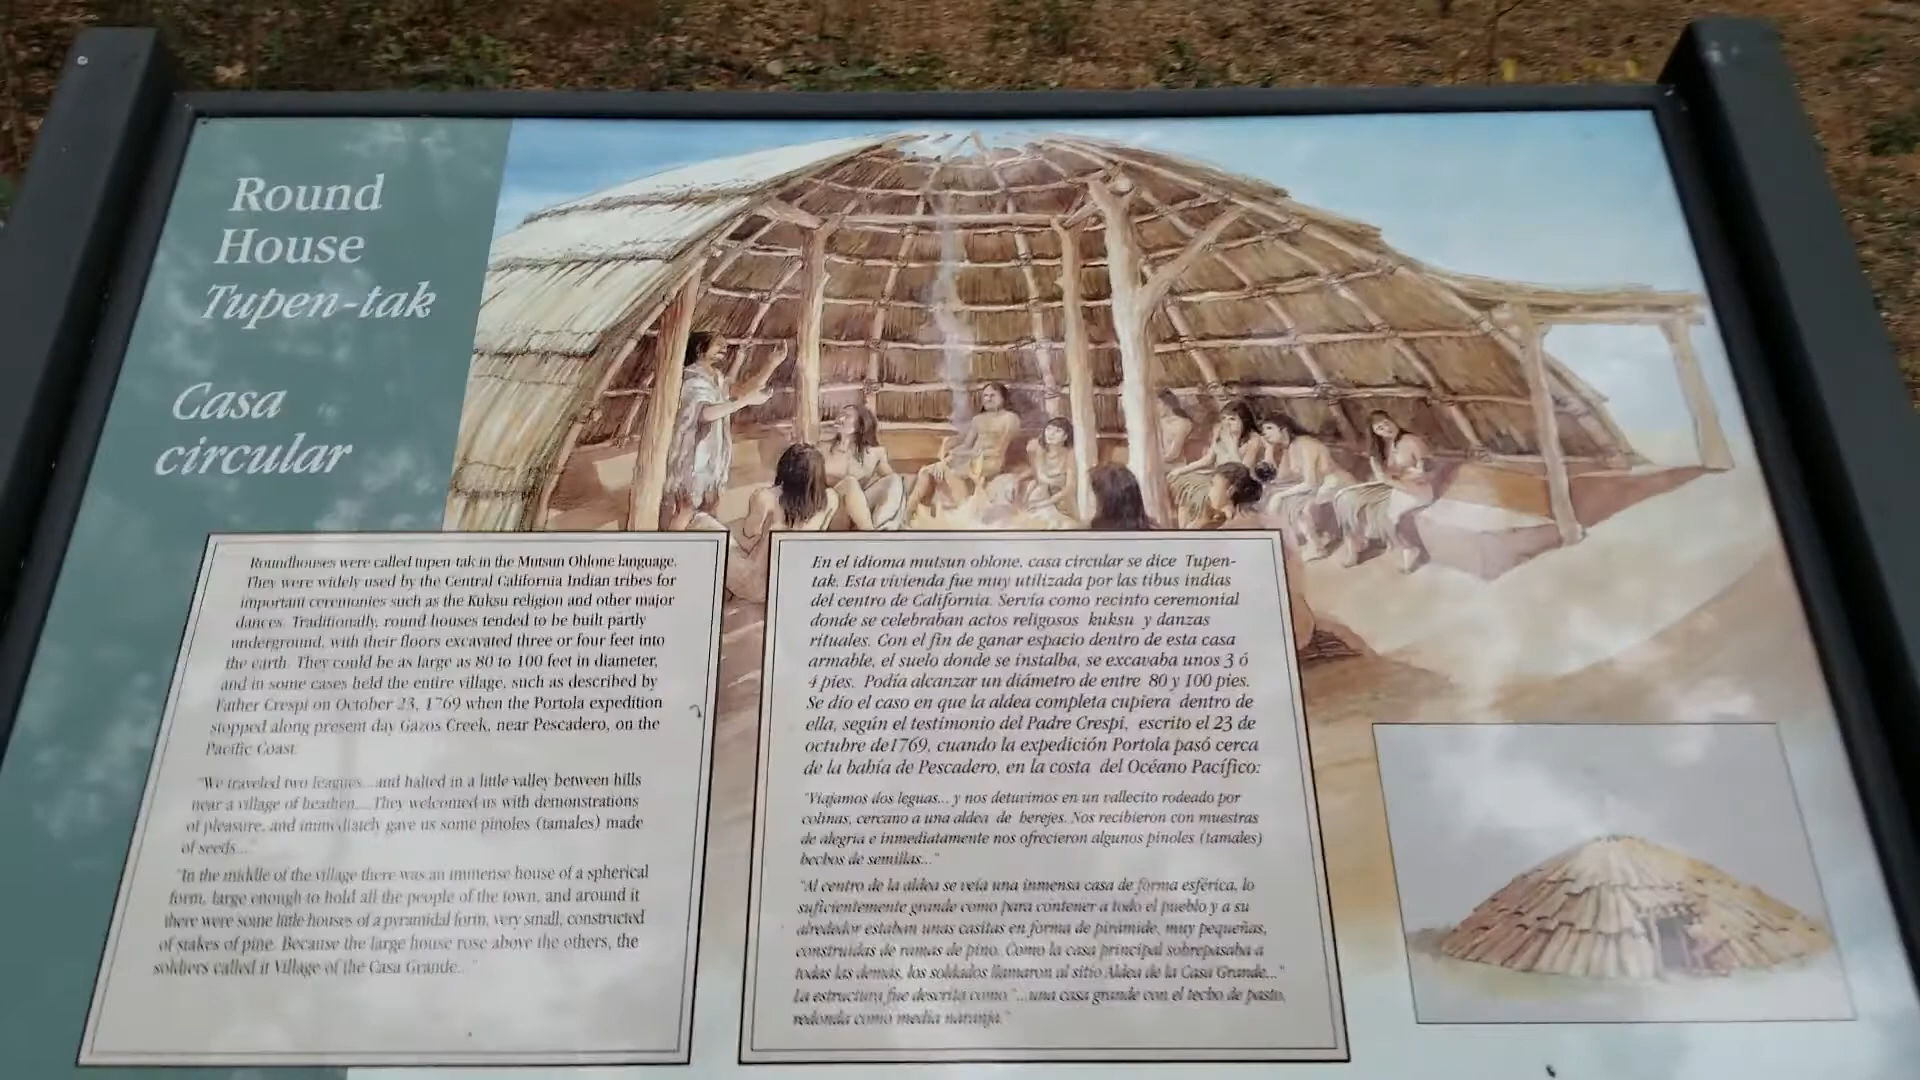 Round
House
Tupen-tak
Casa
circular
Roundhouses were called tupen-tak in the Mutsun Ohlone language.
They were widely used by the Central California Indian tribes for
important ceremonies such as the Kuksu religion and other major
dances. Traditionally, round houses tended to be built partly
underground, with their floors excavated three or four feet into
the earth. They could be as large as 80 to 100 feet in diameter,
and in some cases held the entire village, such as described by
Father Crespi on October 23, 1769 when the Portola expedition
stopped along present day Gazos Creek, near Pescadero, on the
Pacific Coast.
"We traveled two leagues...and halted in a little valley between hills
near a village of heathen.... They welcomed us with demonstrations
of pleasure, and immediately gave us some pinoles (tamales) made
of seeds..."
"In the middle of the village there was an immense house of a spherical
form, large enough to hold all the people of the town, and around it
there were some little houses of a pyramidal form, very small, constructed
of stakes of pine. Because the large house rose above the others, the
soldiers called it Village of the Casa Grande..."
En el idioma mutsun oblone, casa circular se dice Tupen-
tak. Esta vivienda fue muy utilizada por las tibus indias
del centro de California. Servía como recinto ceremonial
donde se celebraban actos religosos kuksu y danzas
rituales. Con el fin de ganar espacio dentro de esta casa
armable, el suelo donde se instalba, se excavaba unos 3 ó
4 pies. Podía alcanzar un diámetro de entre 80 y 100 pies.
Se dío el caso en que la aldea completa cupiera dentro de
ella, según el testimonio del Padre Crespi, escrito el 23 de
octubre de1769, cuando la expedición Portola pasó cerca
de la bahía de Pescadero, en la costa del Océano Pacífico:
"Viajamos dos leguas... y nos detuvimos en un vallecito rodeado por
colinas, cercano a una aldea de herejes. Nos recibieron con muestras
de alegria e inmediatamente nos ofrecieron algunos pinoles (tamales)
hechos de semillas..."
"Al centro de la aldea se veía una inmensa casa de forma esférica, lo
suficientemente grande como para contener a todo el pueblo y a su
alrededor estaban unas casitas en forma de pirámide, muy pequeñas,
construidas de ramas de pino. Como la casa principal sobrepasaba a
todas las demás, los soldados llamaron al sitio Aldea de la Casa Grande..."
La estructura fue descrita como "...una casa grande con el techo de pasto,
redonda como media naranja."